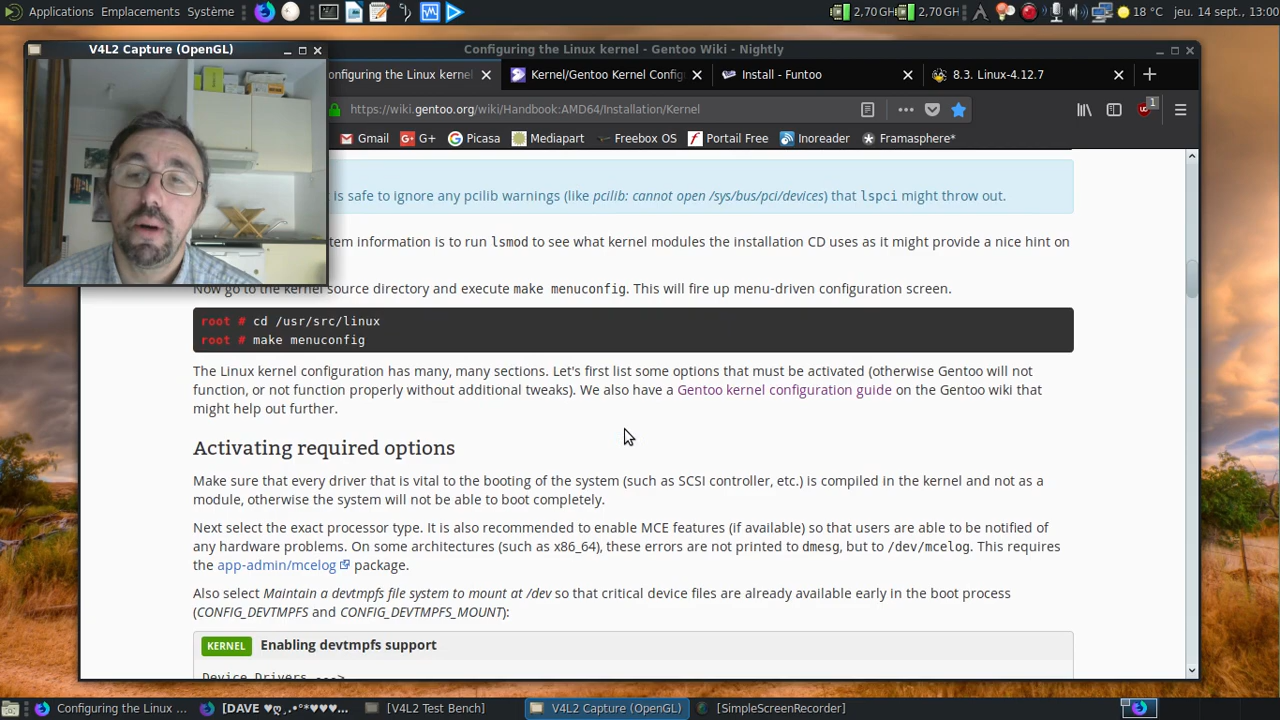 Applications Emplacements Système
2,70 GHz 2,70 GHz 18 °C jeu. 14 sept., 13:00
V4L2 Capture (OpenGL)
Configuring the Linux kernel - Gentoo Wiki - Nightly
onfiguring the Linux kernel
Kernel/Gentoo Kernel Config
Install - Funtoo
8.3. Linux-4.12.7
https://wiki.gentoo.org/wiki/Handbook:AMD64/Installation/Kernel
1
Gmail G+ Picasa Mediapart Freebox OS Portail Free Inoreader Framasphere*
is safe to ignore any pcilib warnings (like pcilib: cannot open /sys/bus/pci/devices) that lspci might throw out.
tem information is to run lsmod to see what kernel modules the installation CD uses as it might provide a nice hint on
Now go to the kernel source directory and execute make menuconfig. This will fire up menu-driven configuration screen.
root # cd /usr/src/linux
root # make menuconfig
The Linux kernel configuration has many, many sections. Let's first list some options that must be activated (otherwise Gentoo will not
function, or not function properly without additional tweaks). We also have a Gentoo kernel configuration guide on the Gentoo wiki that
might help out further.
Activating required options
Make sure that every driver that is vital to the booting of the system (such as SCSI controller, etc.) is compiled in the kernel and not as a
module, otherwise the system will not be able to boot completely.
Next select the exact processor type. It is also recommended to enable MCE features (if available) so that users are able to be notified of
any hardware problems. On some architectures (such as x86_64), these errors are not printed to dmesg, but to /dev/mcelog. This requires
the app-admin/mcelog package.
Also select Maintain a devtmpfs file system to mount at /dev so that critical device files are already available early in the boot process
(CONFIG_DEVTMPFS and CONFIG_DEVTMPFS_MOUNT):
KERNEL Enabling devtmpfs support
Device Drivers --->
Configuring the Linux ...
[DAVE ♥ღ¸.•°*♥♥♥...
[V4L2 Test Bench]
V4L2 Capture (OpenGL)
[SimpleScreenRecorder]